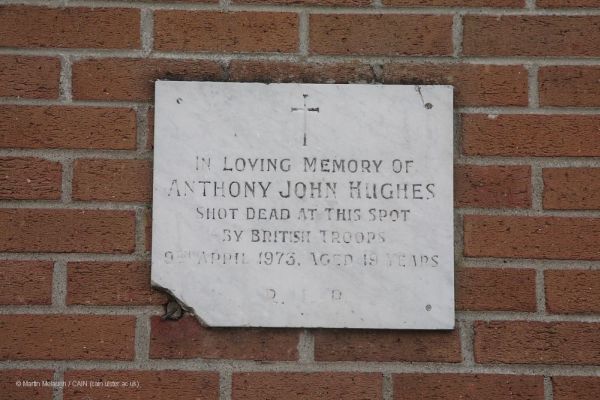 IN LOVING MEMORY OF
ANTHONY JOHN HUGHES
SHOT DEAD AT THIS SPOT
BY BRITISH TROOPS
APRIL 1973, AGED 19 YEARS
R.I.P.
© Martin Melaugh / CAIN (cain.ulster.ac.uk)